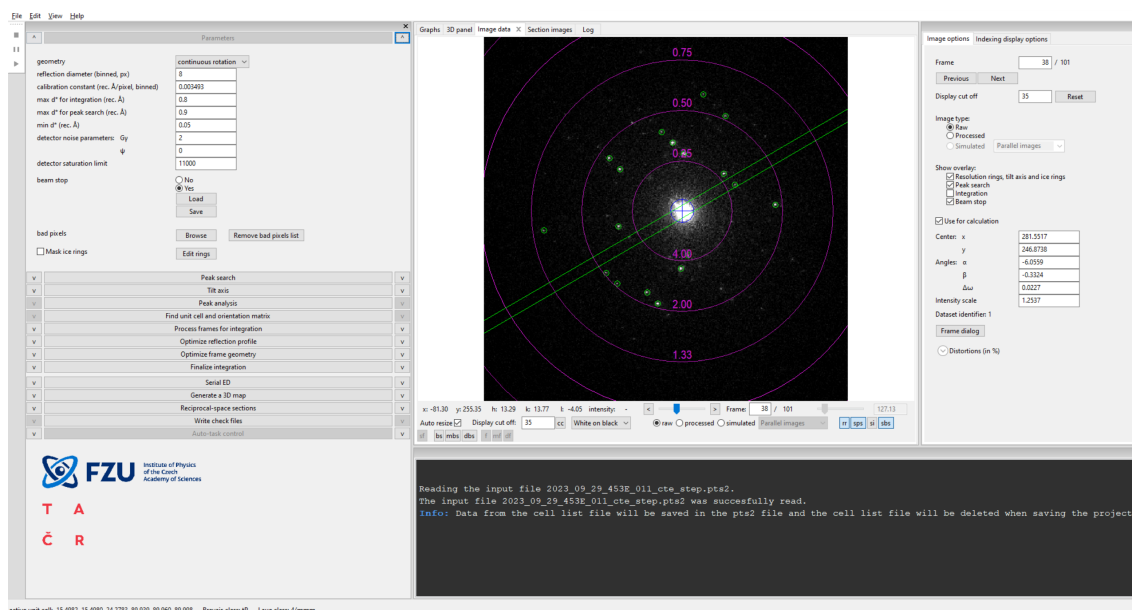 File Edit View Help
Parameters
geometry continuous rotation
reflection diameter (binned, px) 8
calibration constant (rec. Å/pixel, binned) 0.003493
max d* for integration (rec. Å) 0.8
max d* for peak search (rec. Å) 0.9
min d* (rec. Å) 0.05
detector noise parameters: Gγ 2
ψ 0
detector saturation limit 11000
beam stop No
Yes
Load
Save
bad pixels Browse Remove bad pixels list
Mask ice rings Edit rings
v Peak search v
v Tilt axis v
v Peak analysis v
v Find unit cell and orientation matrix v
v Process frames for integration v
v Optimize reflection profile v
v Optimize frame geometry v
v Finalize integration v
v Serial ED v
v Generate a 3D map v
v Reciprocal-space sections v
v Write check files v
v Auto-task control v
FZU Institute of Physics
of the Czech
Academy of Sciences
T A
Č R
Graphs 3D panel Image data X Section images Log
0.75
0.50
0.25
4.00
2.00
1.33
x: -81.30 y: 255.35 h: 13.29 k: 13.77 l: -4.05 intensity: - < > Frame: 38 / 101 127.13
Auto resize Display cut off: 35 cc White on black raw processed simulated Parallel images rr sps si sbs
cl bs mbs dbs f mf df
Image options Indexing display options
Frame 38 / 101
Previous Next
Display cut off 35 Reset
Image type:
Raw
Processed
Simulated Parallel images
Show overlay:
Resolution rings, tilt axis and ice rings
Peak search
Integration
Beam stop
Use for calculation
Center: x 281.5517
y 246.8738
Angles: α -6.0559
β -0.3324
Δω 0.0227
Intensity scale 1.2537
Dataset identifier: 1
Frame dialog
Distortions (in %)
Reading the input file 2023_09_29_453E_011_cte_step.pts2.
The input file 2023_09_29_453E_011_cte_step.pts2 was succesfully read.
Info: Data from the cell list file will be saved in the pts2 file and the cell list file will be deleted when saving the project